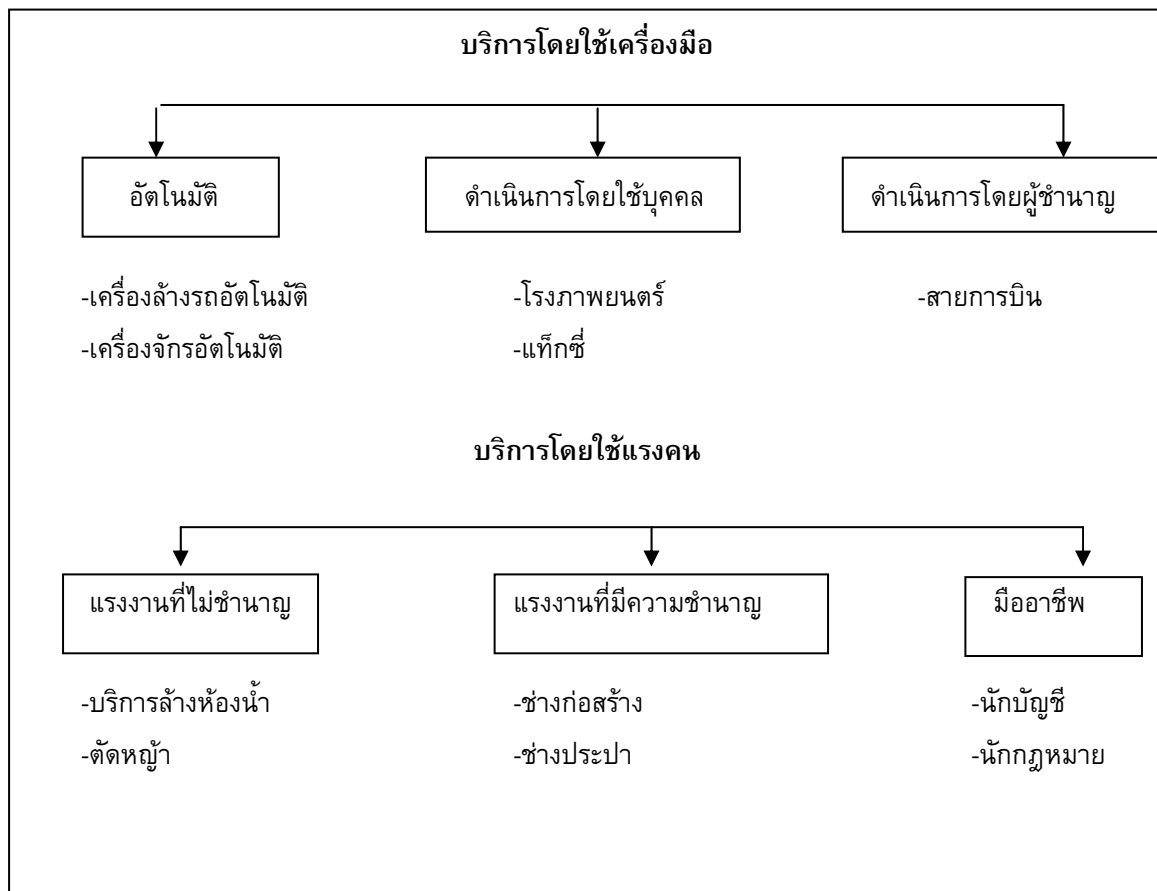 บริการโดยใช้เครื่องมือ
อัตโนมัติ ดำเนินการโดยใช้บุคคล ดำเนินการโดยผู้ชำนาญ
-เครื่องล้างรถอัตโนมัติ -โรงภาพยนตร์ -สายการบิน
-เครื่องจักรอัตโนมัติ -แท็กซี่
บริการโดยใช้แรงคน
แรงงานที่ไม่ชำนาญ แรงงานที่มีความชำนาญ มืออาชีพ
-บริการล้างห้องน้ำ -ช่างก่อสร้าง -นักบัญชี
-ตัดหญ้า -ช่างประปา -นักกฎหมาย